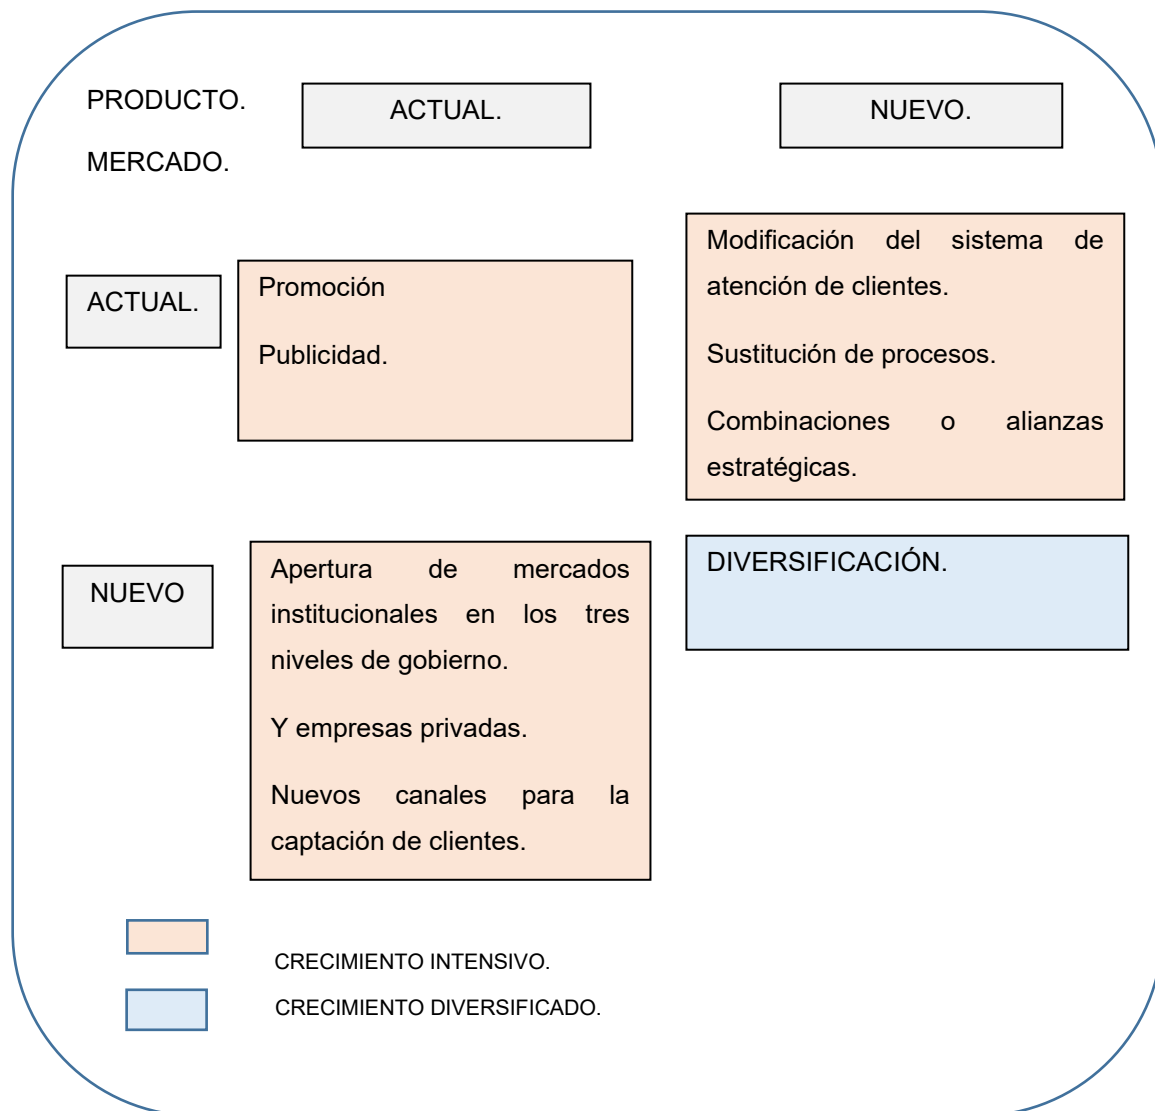 PRODUCTO.
MERCADO.
ACTUAL.
NUEVO.
ACTUAL.
Promoción
Publicidad.
Modificación del sistema de
atención de clientes.
Sustitución de procesos.
Combinaciones o alianzas
estratégicas.
NUEVO
Apertura de mercados
institucionales en los tres
niveles de gobierno.
Y empresas privadas.
Nuevos canales para la
captación de clientes.
DIVERSIFICACIÓN.
CRECIMIENTO INTENSIVO.
CRECIMIENTO DIVERSIFICADO.